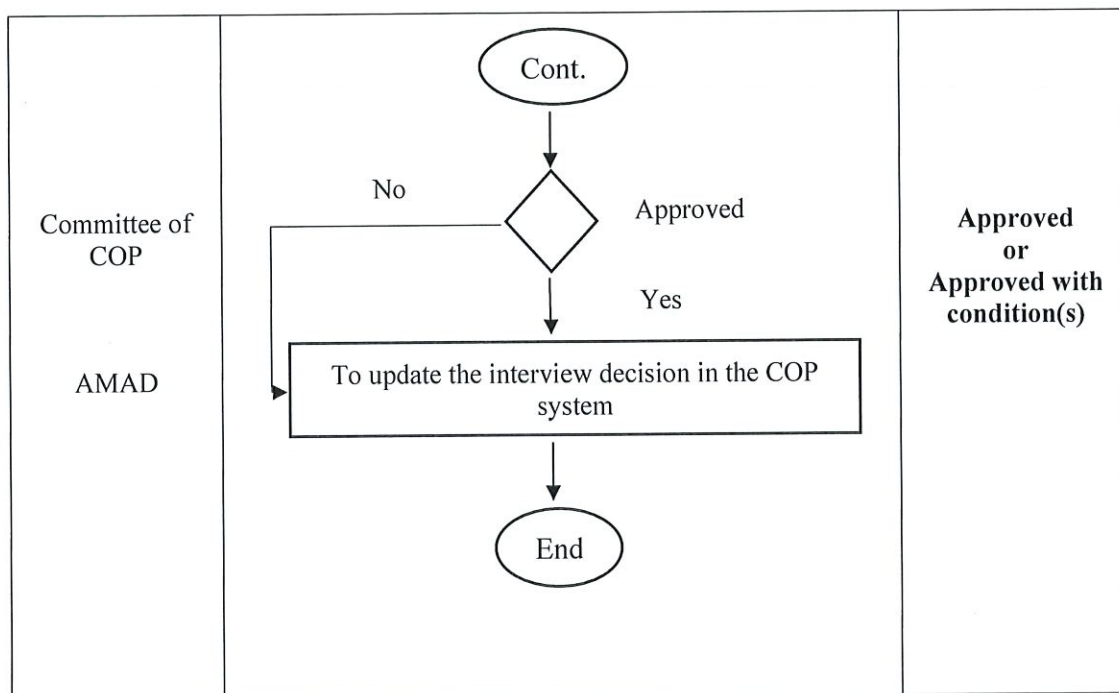 Cont.
No
Approved
Yes
Committee of
COP
Approved
or
Approved with
condition(s)
AMAD
To update the interview decision in the COP
system
End